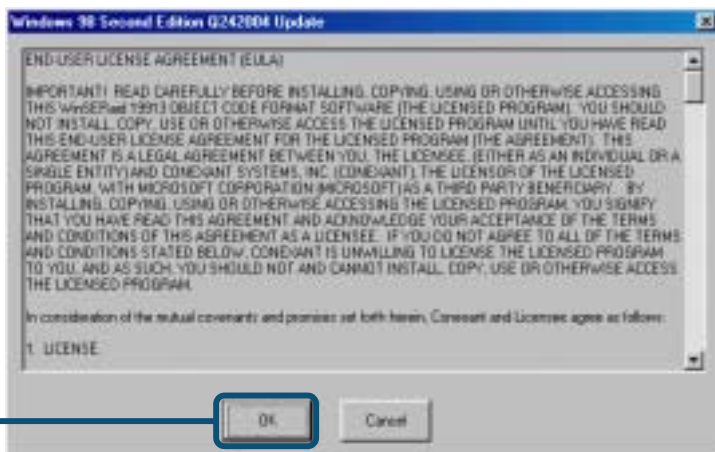 Windows 98 Second Edition Q242004 Update
END-USER LICENSE AGREEMENT (EULA)
IMPORTANT! READ CAREFULLY BEFORE INSTALLING, COPYING, USING OR OTHERWISE ACCESSING
THIS 19913 OBJECT CODE FORMAT SOFTWARE (THE LICENSED PROGRAM). YOU SHOULD
NOT INSTALL, COPY, USE OR OTHERWISE ACCESS THE LICENSED PROGRAM UNTIL YOU HAVE READ
THIS END-USER LICENSE AGREEMENT FOR THE LICENSED PROGRAM (THE AGREEMENT). THIS
AGREEMENT IS A LEGAL AGREEMENT BETWEEN YOU, THE LICENSEE, (EITHER AS AN INDIVIDUAL OR A
SINGLE ENTITY) AND CONEXANT SYSTEMS, INC. (CONEXANT), THE LICENSOR OF THE LICENSED
PROGRAM, WITH MICROSOFT CORPORATION (MICROSOFT) AS A THIRD PARTY BENEFICIARY. BY
INSTALLING, COPYING, USING OR OTHERWISE ACCESSING THE LICENSED PROGRAM, YOU SIGNIFY
THAT YOU HAVE READ THIS AGREEMENT AND ACKNOWLEDGE YOUR ACCEPTANCE OF THE TERMS
AND CONDITIONS OF THIS AGREEMENT AS A LICENSEE. IF YOU DO NOT AGREE TO ALL OF THE TERMS
AND CONDITIONS STATED BELOW, CONEXANT IS UNWILLING TO LICENSE THE LICENSED PROGRAM
TO YOU, AND AS SUCH, YOU SHOULD NOT AND CANNOT INSTALL, COPY, USE OR OTHERWISE ACCESS
THE LICENSED PROGRAM.
In consideration of the mutual covenants and promises set forth herein, Conexant and Licensee agree as follows:
1. LICENSE.
OK
Cancel